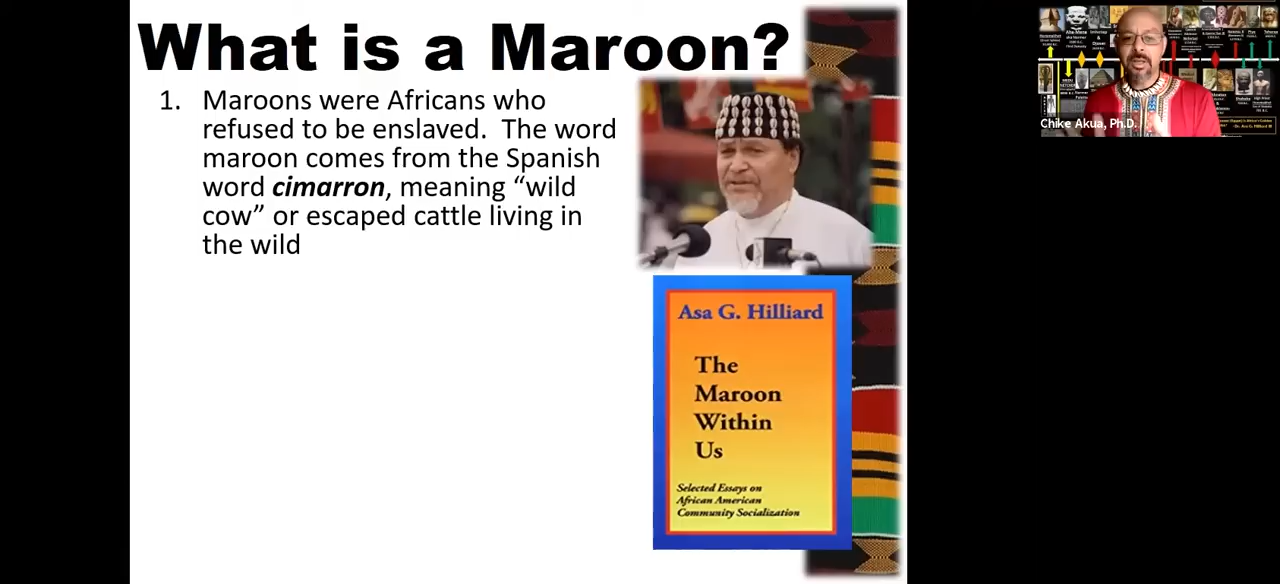 What is a Maroon?
1. Maroons were Africans who
refused to be enslaved. The word
maroon comes from the Spanish
word cimarron, meaning “wild
cow” or escaped cattle living in
the wild
Asa G. Hilliard
The
Maroon
Within
Us
Selected Essays on
African American
Community Socialization
Chike Akua, Ph.D.